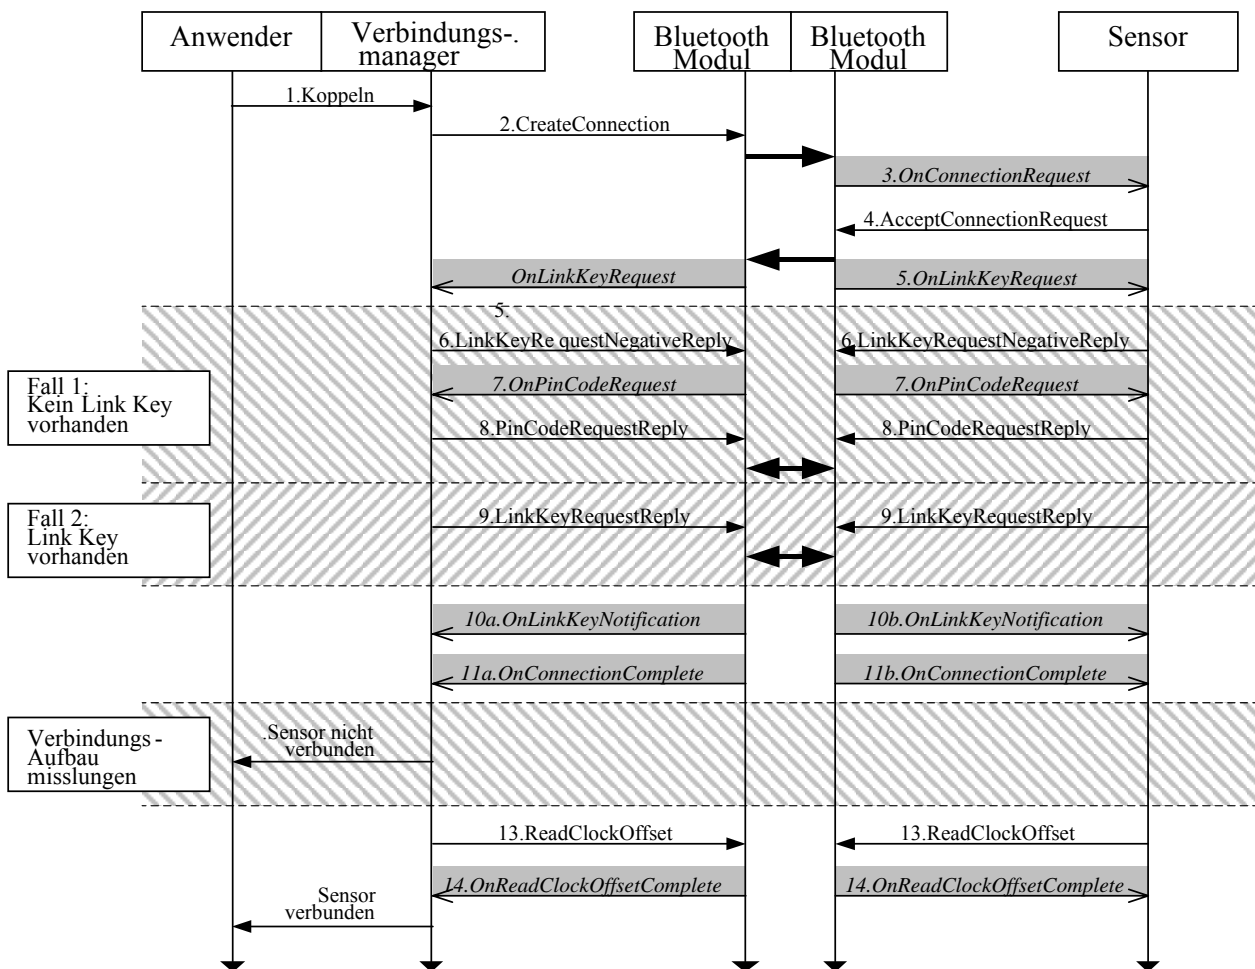 Anwender
Verbindungs-.
manager
Bluetooth
Modul
Bluetooth
Modul
Sensor
1.Koppeln
2.CreateConnection
3.OnConnectionRequest
4.AcceptConnectionRequest
OnLinkKeyRequest
5.OnLinkKeyRequest
5.
6.LinkKeyRe questNegativeReply
6.LinkKeyRequestNegativeReply
Fall 1:
Kein Link Key
vorhanden
7.OnPinCodeRequest
7.OnPinCodeRequest
8.PinCodeRequestReply
8.PinCodeRequestReply
Fall 2:
Link Key
vorhanden
9.LinkKeyRequestReply
9.LinkKeyRequestReply
10a.OnLinkKeyNotification
10b.OnLinkKeyNotification
11a.OnConnectionComplete
11b.OnConnectionComplete
Verbindungs -
Aufbau
misslungen
.Sensor nicht
verbunden
13.ReadClockOffset
13.ReadClockOffset
14.OnReadClockOffsetComplete
14.OnReadClockOffsetComplete
Sensor
verbunden